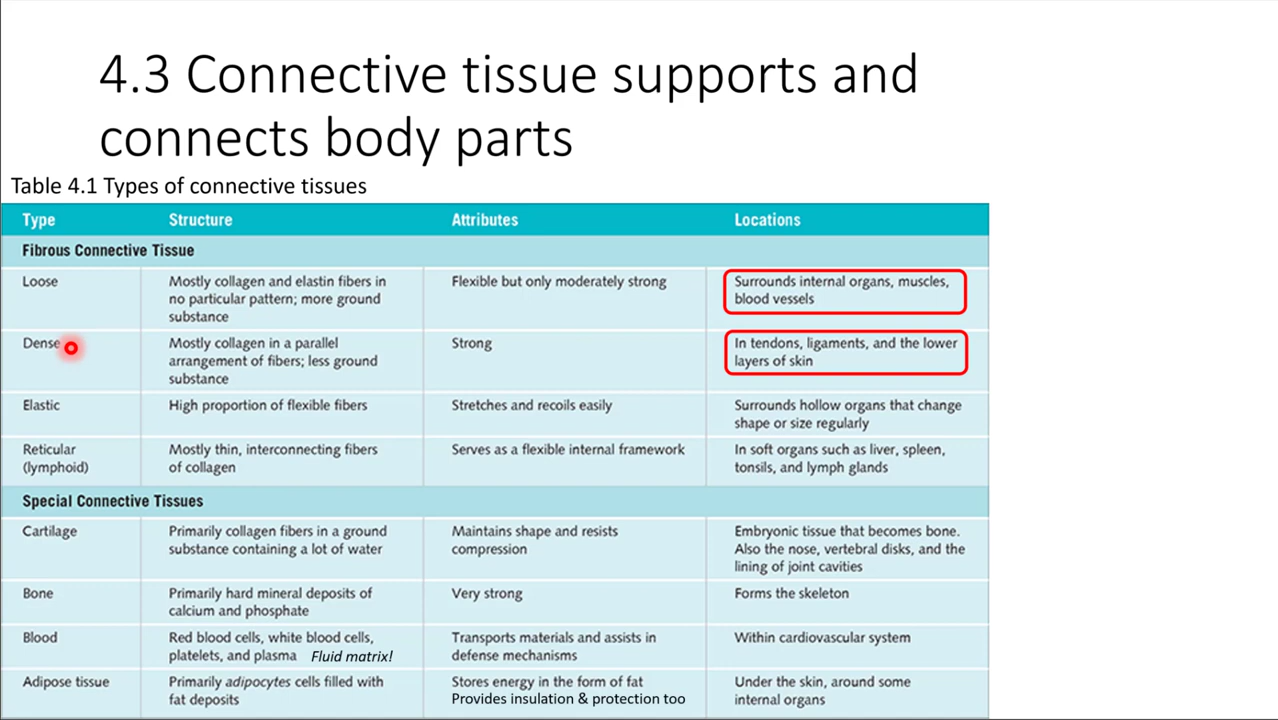 4.3 Connective tissue supports and
connects body parts
Table 4.1 Types of connective tissues
Type Structure Attributes Locations
Fibrous Connective Tissue
Loose
Mostly collagen and elastin fibers in
no particular pattern; more ground
substance
Flexible but only moderately strong
Surrounds internal organs, muscles,
blood vessels
Dense
Mostly collagen in a parallel
arrangement of fibers; less ground
substance
Strong
In tendons, ligaments, and the lower
layers of skin
Elastic
High proportion of flexible fibers
Stretches and recoils easily
Surrounds hollow organs that change
shape or size regularly
Reticular
(lymphoid)
Mostly thin, interconnecting fibers
of collagen
Serves as a flexible internal framework
In soft organs such as liver, spleen,
tonsils, and lymph glands
Special Connective Tissues
Cartilage
Primarily collagen fibers in a ground
substance containing a lot of water
Maintains shape and resists
compression
Embryonic tissue that becomes bone.
Also the nose, vertebral disks, and the
lining of joint cavities
Bone
Primarily hard mineral deposits of
calcium and phosphate
Very strong
Forms the skeleton
Blood
Red blood cells, white blood cells,
platelets, and plasma Fluid matrix!
Transports materials and assists in
defense mechanisms
Within cardiovascular system
Adipose tissue
Primarily adipocytes cells filled with
fat deposits
Stores energy in the form of fat
Provides insulation & protection too
Under the skin, around some
internal organs